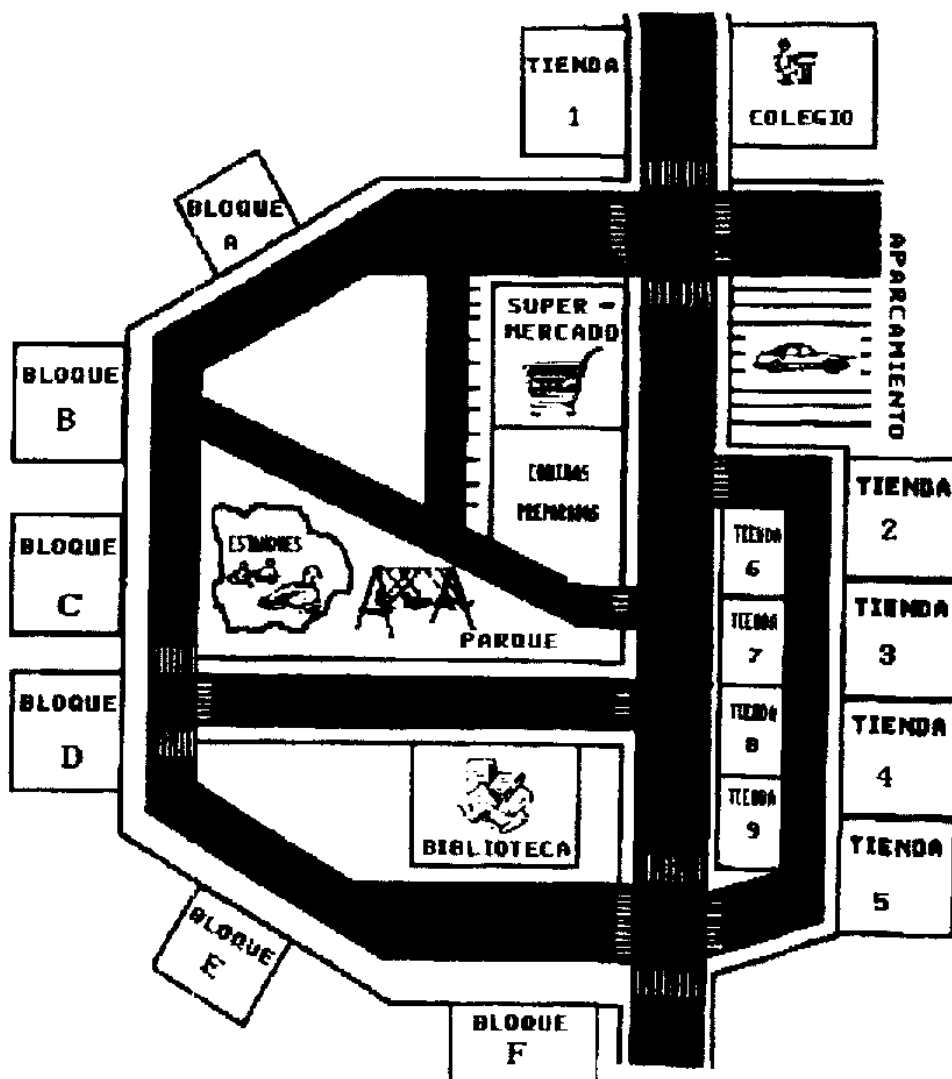 TIENDA
1
COLEGIO
BLOQUE
A
SUPER-
MERCADO
APARCAMIENTO
BLOQUE
B
TIENDA
2
TIENDA
6
BLOQUE
C
ESTANQUES
PARQUE
TIENDA
3
TIENDA
7
BLOQUE
D
TIENDA
8
TIENDA
4
TIENDA
9
BIBLIOTECA
TIENDA
5
BLOQUE
E
BLOQUE
F